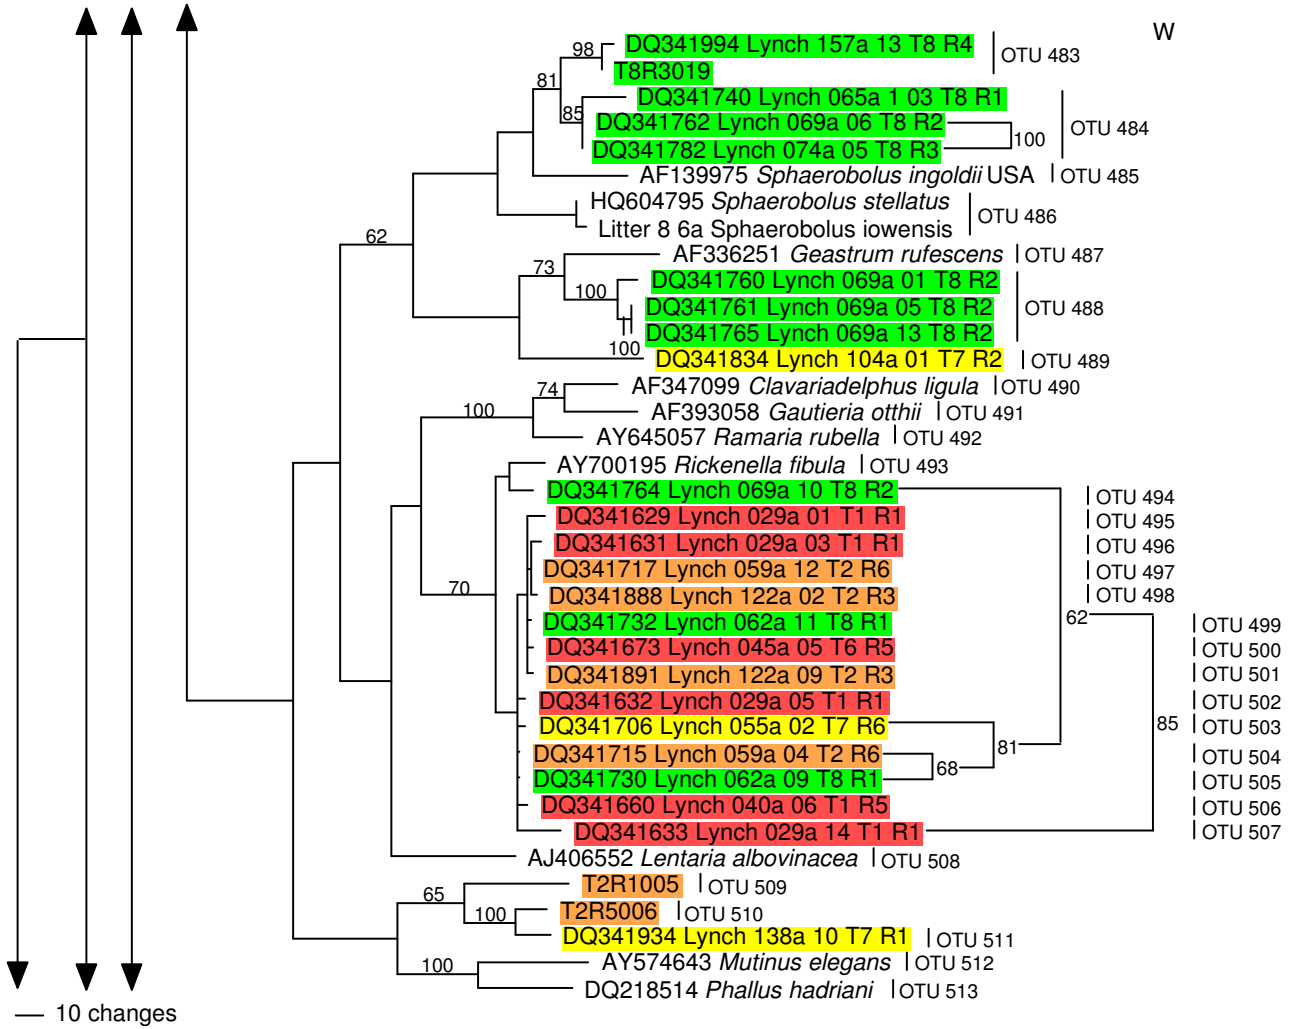 W
98
DQ341994 Lynch 157a 13 T8 R4
OTU 483
T8R3019
81
DQ341740 Lynch 065a 1 03 T8 R1
85
DQ341762 Lynch 069a 06 T8 R2
OTU 484
100
DQ341782 Lynch 074a 05 T8 R3
AF139975 Sphaerobolus ingoldii USA
OTU 485
HQ604795 Sphaerobolus stellatus
OTU 486
Litter 8 6a Sphaerobolus iowensis
62
AF336251 Geastrum rufescens
OTU 487
73
DQ341760 Lynch 069a 01 T8 R2
100
DQ341761 Lynch 069a 05 T8 R2
OTU 488
DQ341765 Lynch 069a 13 T8 R2
100
DQ341834 Lynch 104a 01 T7 R2
OTU 489
AF347099 Clavariadelphus ligula
OTU 490
74
100
AF393058 Gautieria otthii
OTU 491
AY645057 Ramaria rubella
OTU 492
AY700195 Rickenella fibula
OTU 493
DQ341764 Lynch 069a 10 T8 R2
OTU 494
DQ341629 Lynch 029a 01 T1 R1
OTU 495
DQ341631 Lynch 029a 03 T1 R1
OTU 496
DQ341717 Lynch 059a 12 T2 R6
OTU 497
70
DQ341888 Lynch 122a 02 T2 R3
OTU 498
62
DQ341732 Lynch 062a 11 T8 R1
OTU 499
DQ341673 Lynch 045a 05 T6 R5
OTU 500
DQ341891 Lynch 122a 09 T2 R3
OTU 501
DQ341632 Lynch 029a 05 T1 R1
OTU 502
DQ341706 Lynch 055a 02 T7 R6
OTU 503
85
81
DQ341715 Lynch 059a 04 T2 R6
OTU 504
68
DQ341730 Lynch 062a 09 T8 R1
OTU 505
DQ341660 Lynch 040a 06 T1 R5
OTU 506
DQ341633 Lynch 029a 14 T1 R1
OTU 507
AJ406552 Lentaria albovinacea
OTU 508
T2R1005
OTU 509
65
T2R5006
OTU 510
100
DQ341934 Lynch 138a 10 T7 R1
OTU 511
AY574643 Mutinus elegans
OTU 512
100
DQ218514 Phallus hadriani
OTU 513
10 changes